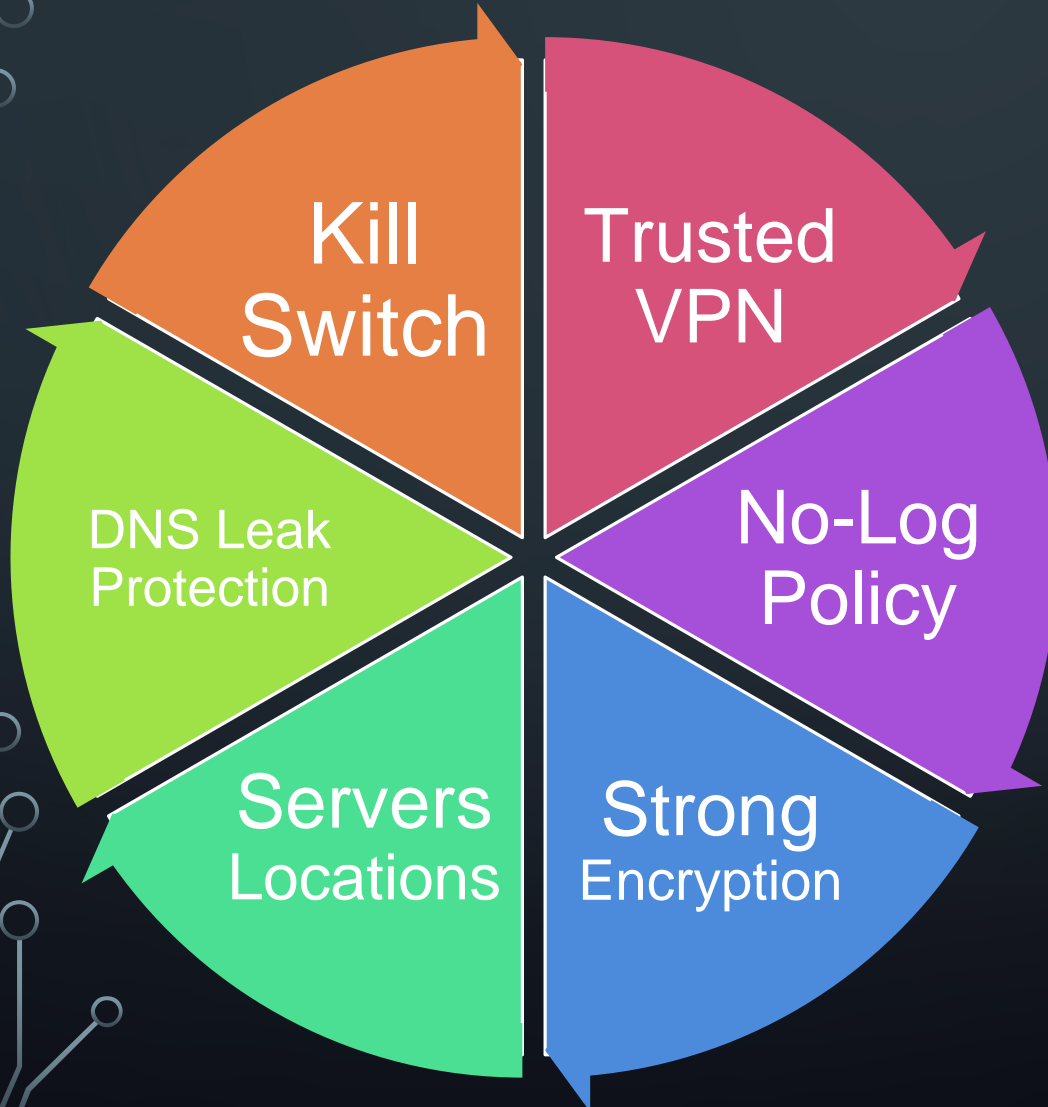 Trusted
VPN
No-Log
Policy
Strong
Encryption
Servers
Locations
DNS Leak
Protection
Kill
Switch